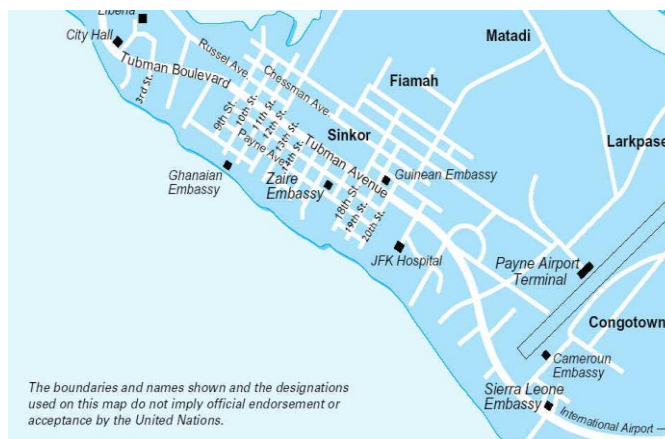 Liberia
City Hall
Matadi
Russel Ave.
Tubman Boulevard
Chessman Ave.
Fiamah
3rd St.
9th St.
10th St.
11th St.
12th St.
13th St.
14th St.
Payne Ave.
Sinkor
Tubman Avenue
Larkpase
Ghanaian
Embassy
Zaire
Embassy
Guinean Embassy
18th St.
19th St.
20th St.
JFK Hospital
Payne Airport
Terminal
Congotown
Cameroun
Embassy
Sierra Leone
Embassy
International Airport
The boundaries and names shown and the designations
used on this map do not imply official endorsement or
acceptance by the United Nations.